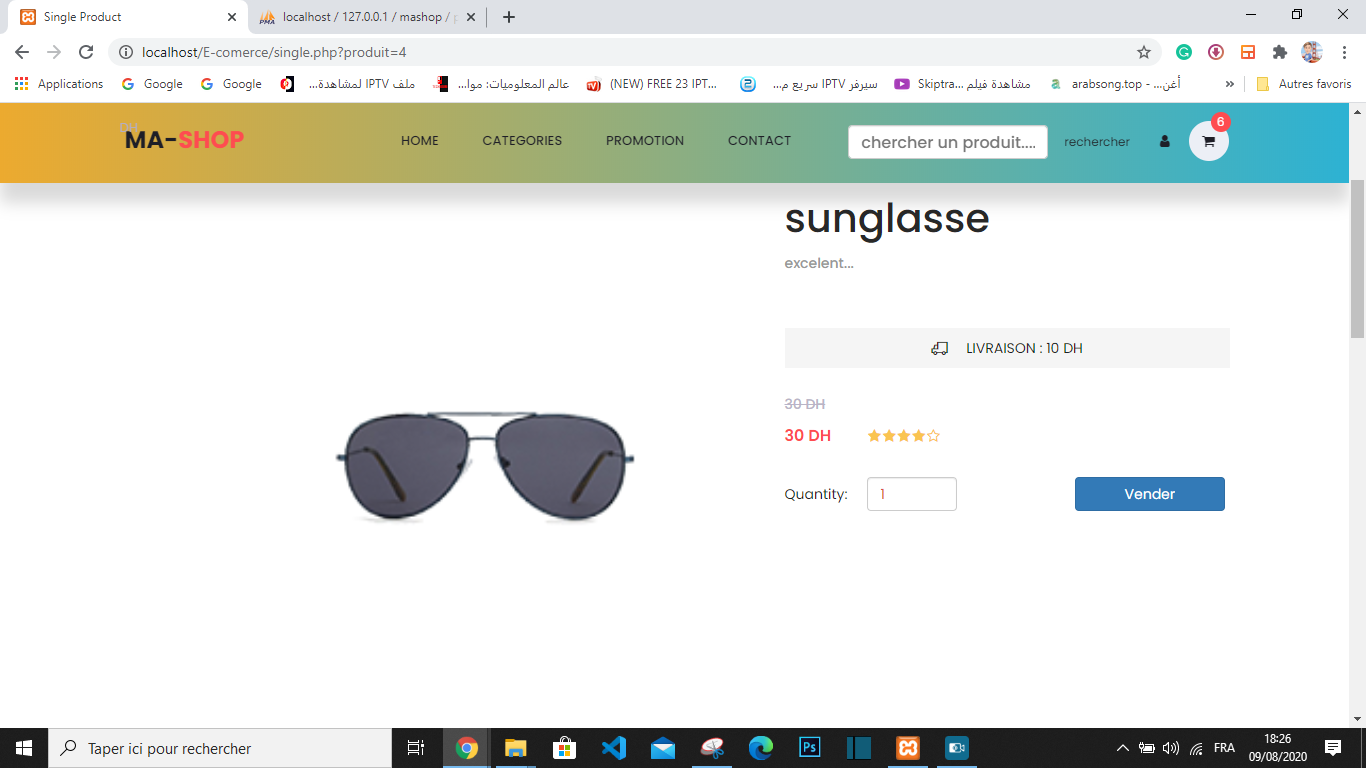 Single Product
localhost / 127.0.0.1 / mashop / p
localhost/E-comerce/single.php?produit=4
Applications
Google
Google
ملف IPTV لمشاهدة...
عالم المعلوميات: موا...
(NEW) FREE 23 IPT...
سيرفر IPTV سريع م...
Skiptra... مشاهدة فيلم
arabsong.top - ...أغن
»
Autres favoris
MA-SHOP
HOME
CATEGORIES
PROMOTION
CONTACT
chercher un produit....
rechercher
6
sunglasse
excelent...
LIVRAISON : 10 DH
30 DH
30 DH
Quantity:
1
Vender
Taper ici pour rechercher
FRA
18:26
09/08/2020